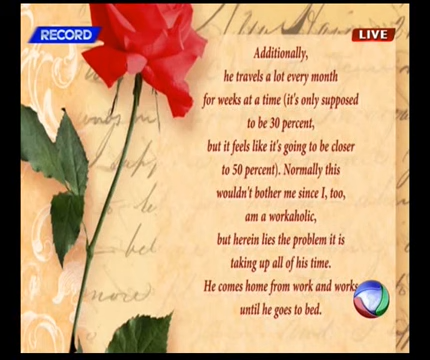 RECORD
LIVE
Additionally,
he travels a lot every month
for weeks at a time (it's only supposed
to be 30 percent,
but it feels like it's going to be closer
to 50 percent). Normally this
wouldn't bother me since I, too,
am a workaholic,
but herein lies the problem it is
taking up all of his time.
He comes home from work and works
until he goes to bed.